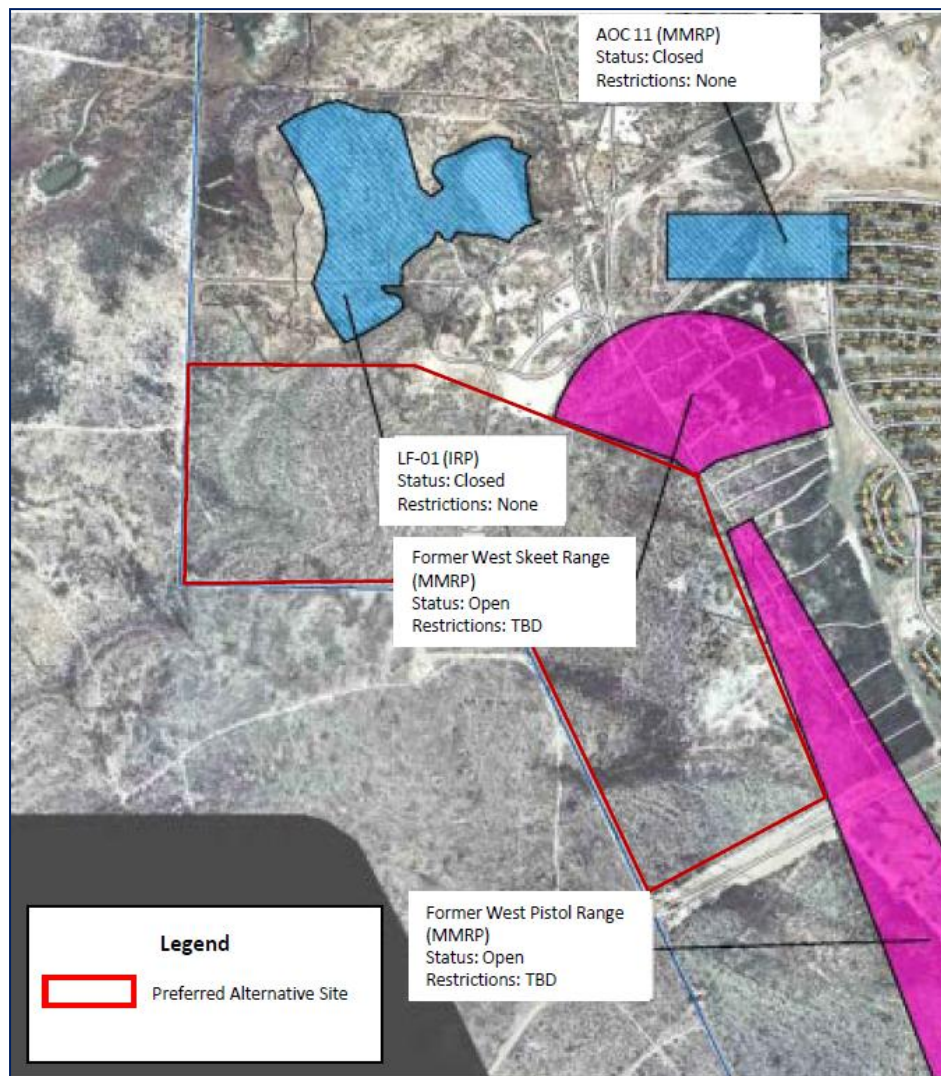 AOC 11 (MMRP)
Status: Closed
Restrictions: None
LF-01 (IRP)
Status: Closed
Restrictions: None
Former West Skeet Range
(MMRP)
Status: Open
Restrictions: TBD
Former West Pistol Range
(MMRP)
Status: Open
Restrictions: TBD
Legend
Preferred Alternative Site